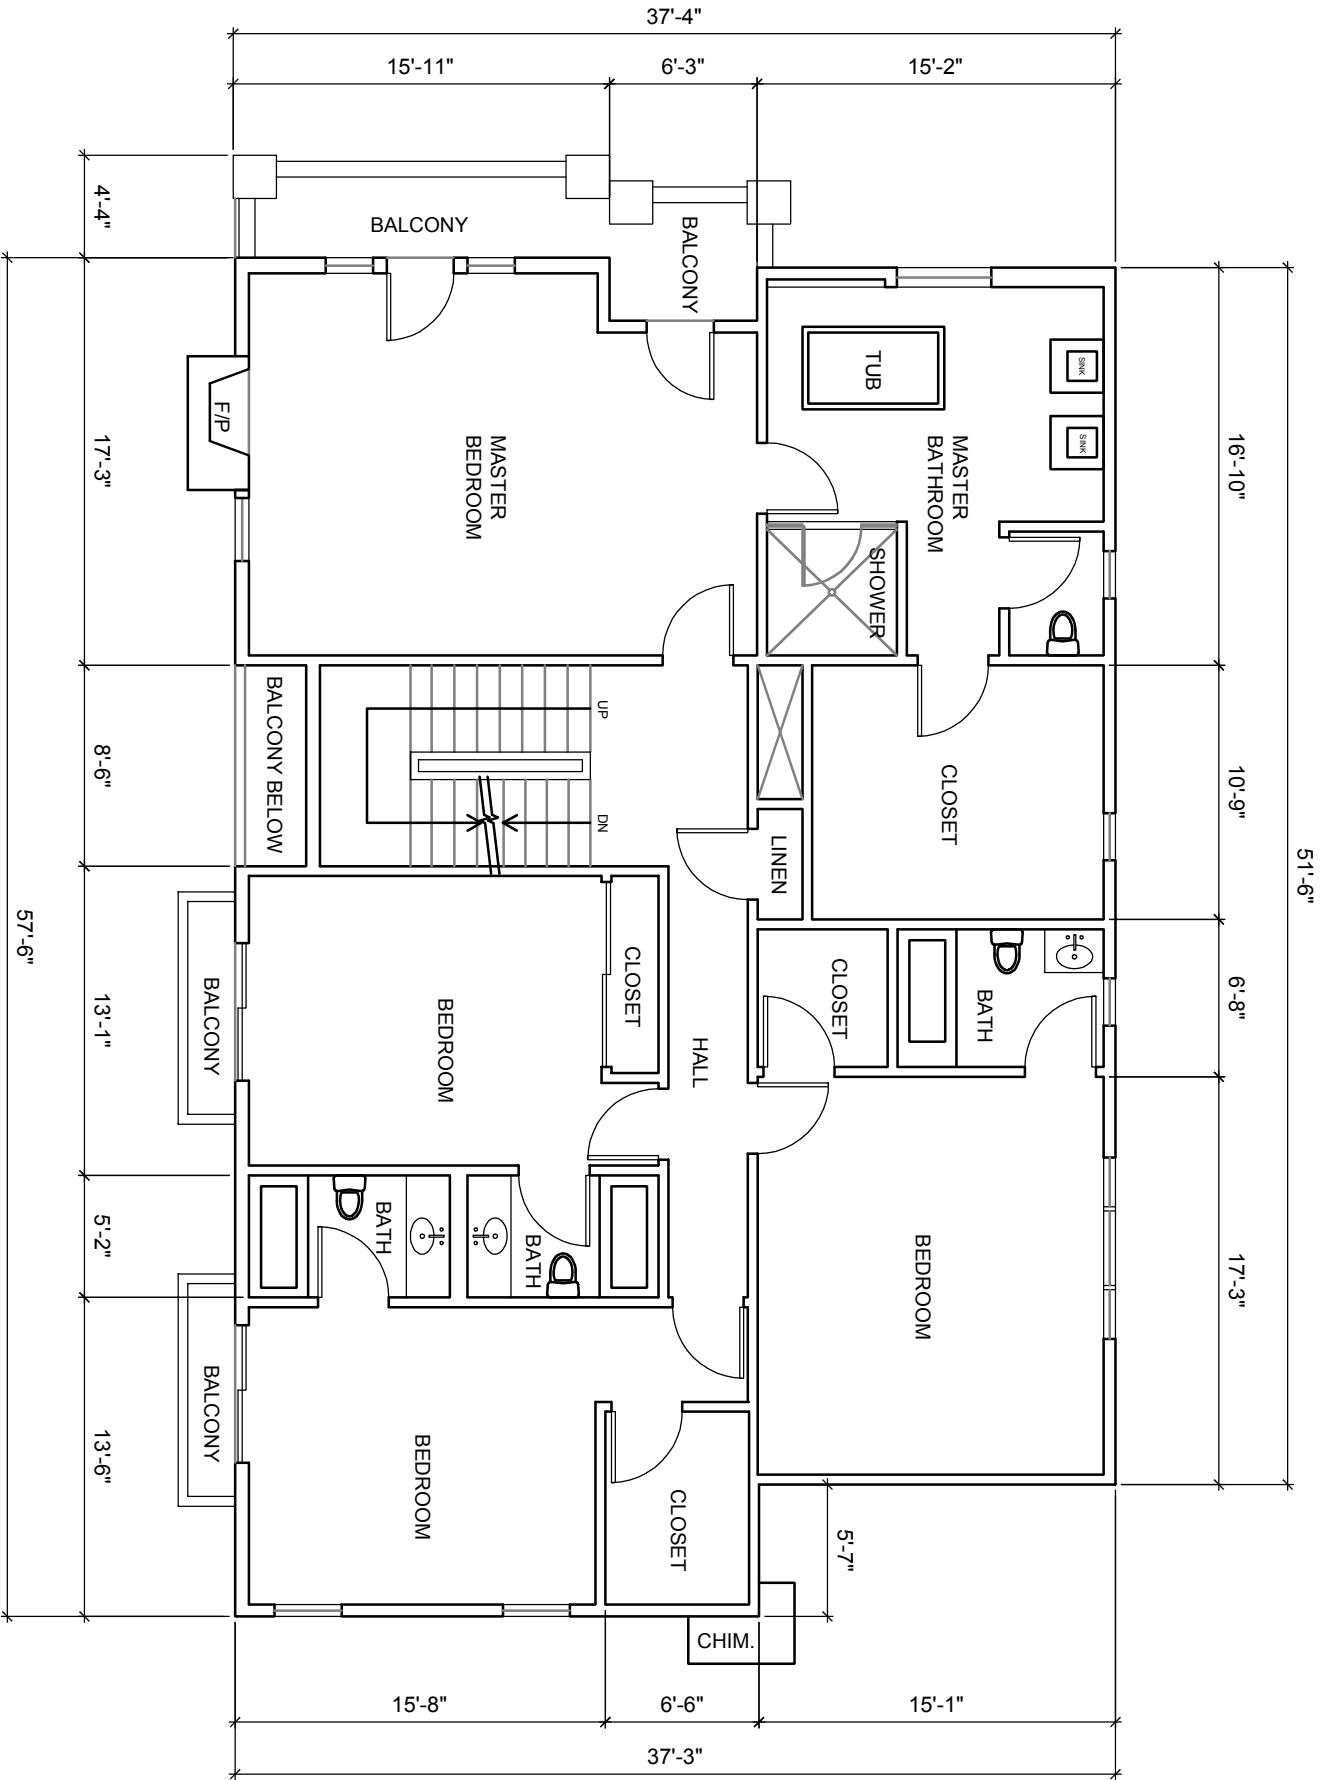 37'-4"
15'-11"
6'-3"
15'-2"
4'-4"
BALCONY
BALCONY
TUB
SINK
SINK
F/P
17'-3"
MASTER
BEDROOM
MASTER
BATHROOM
16'-10"
SHOWER
BALCONY BELOW
8'-6"
UP
DN
LINEN
CLOSET
10'-9"
51'-6"
57'-6"
13'-1"
BALCONY
BEDROOM
CLOSET
HALL
CLOSET
BATH
6'-8"
5'-2"
BATH
BATH
BEDROOM
17'-3"
BALCONY
13'-6"
BEDROOM
CLOSET
5'-7"
CHIM.
15'-8"
6'-6"
15'-1"
37'-3"